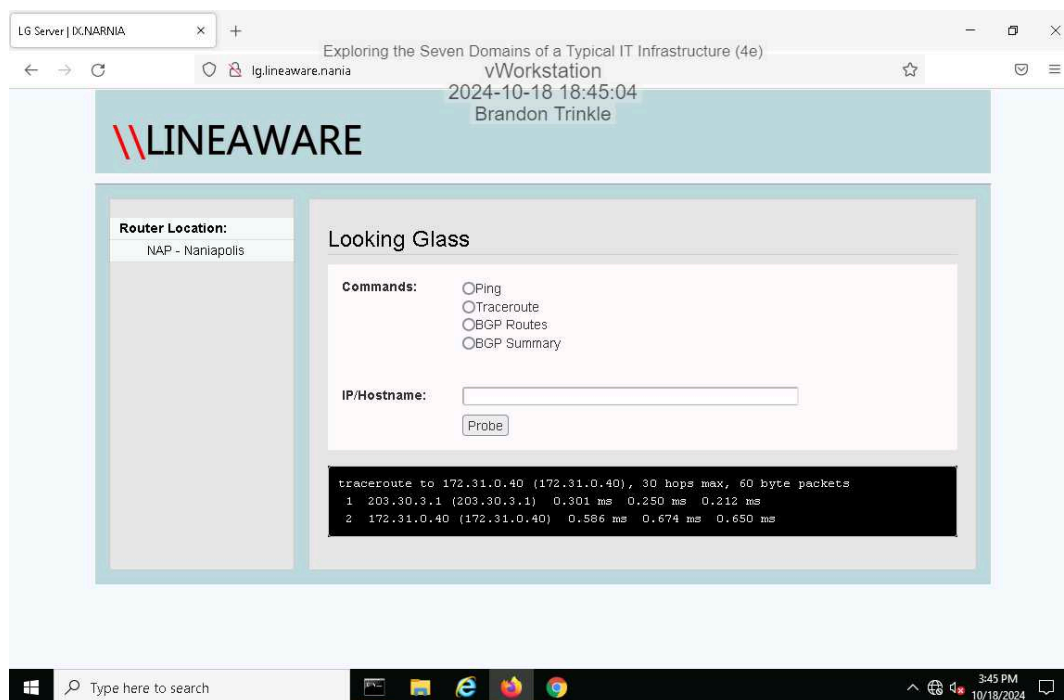 LG Server | IX.NARNIA
Exploring the Seven Domains of a Typical IT Infrastructure (4e)
lg.lineaware.nania
vWorkstation
2024-10-18 18:45:04
Brandon Trinkle
\\LINEAWARE
Router Location:
NAP - Naniapolis
Looking Glass
Commands:
Ping
Traceroute
BGP Routes
BGP Summary
IP/Hostname:
Probe
traceroute to 172.31.0.40 (172.31.0.40), 30 hops max, 60 byte packets
1 203.30.3.1 (203.30.3.1) 0.301 ms 0.250 ms 0.212 ms
2 172.31.0.40 (172.31.0.40) 0.586 ms 0.674 ms 0.650 ms
Type here to search
3:45 PM
10/18/2024